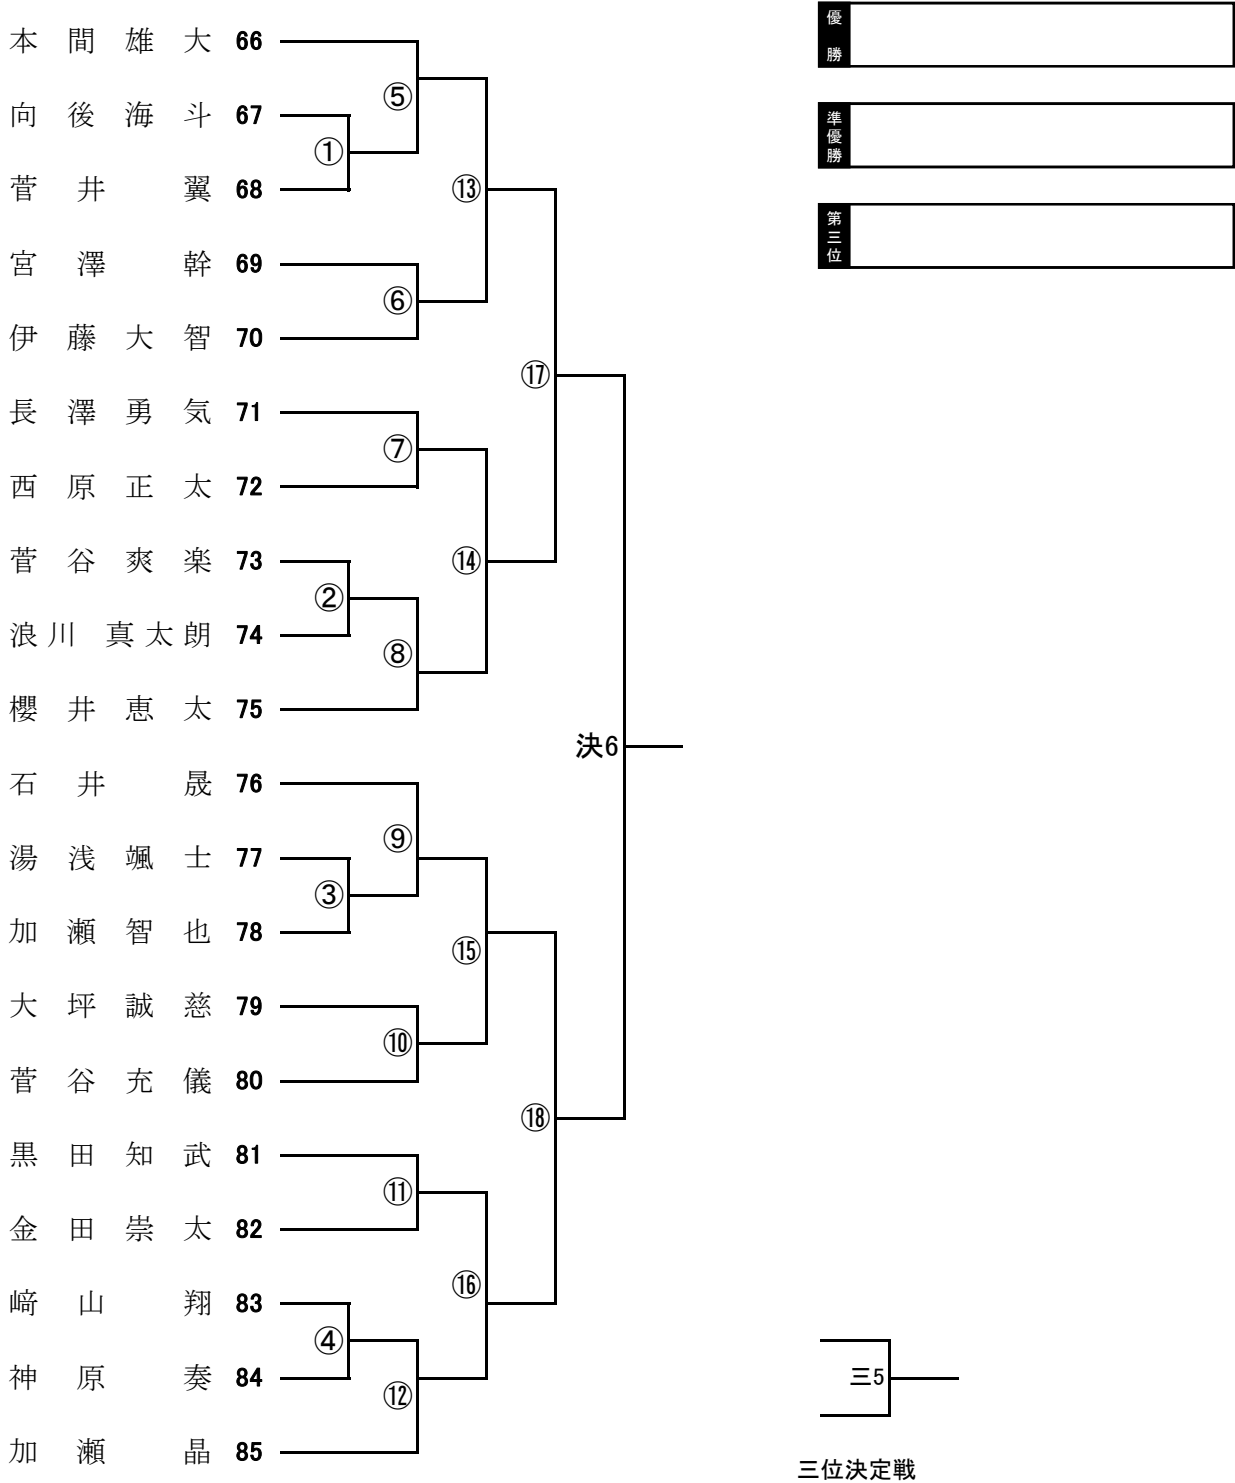 本間雄大 66
向後海斗 67
菅井翼 68
宮澤幹 69
伊藤大智 70
長澤勇気 71
西原正太 72
菅谷爽楽 73
浪川真太朗 74
櫻井恵太 75
石井晟 76
湯浅颯士 77
加瀬智也 78
大坪誠慈 79
菅谷充儀 80
黒田知武 81
金田崇太 82
﨑山翔 83
神原奏 84
加瀬晶 85
①
②
③
④
⑤
⑥
⑦
⑧
⑨
⑩
⑪
⑫
⑬
⑭
⑮
⑯
⑰
⑱
決6
優勝
準優勝
第三位
三5
三位決定戦